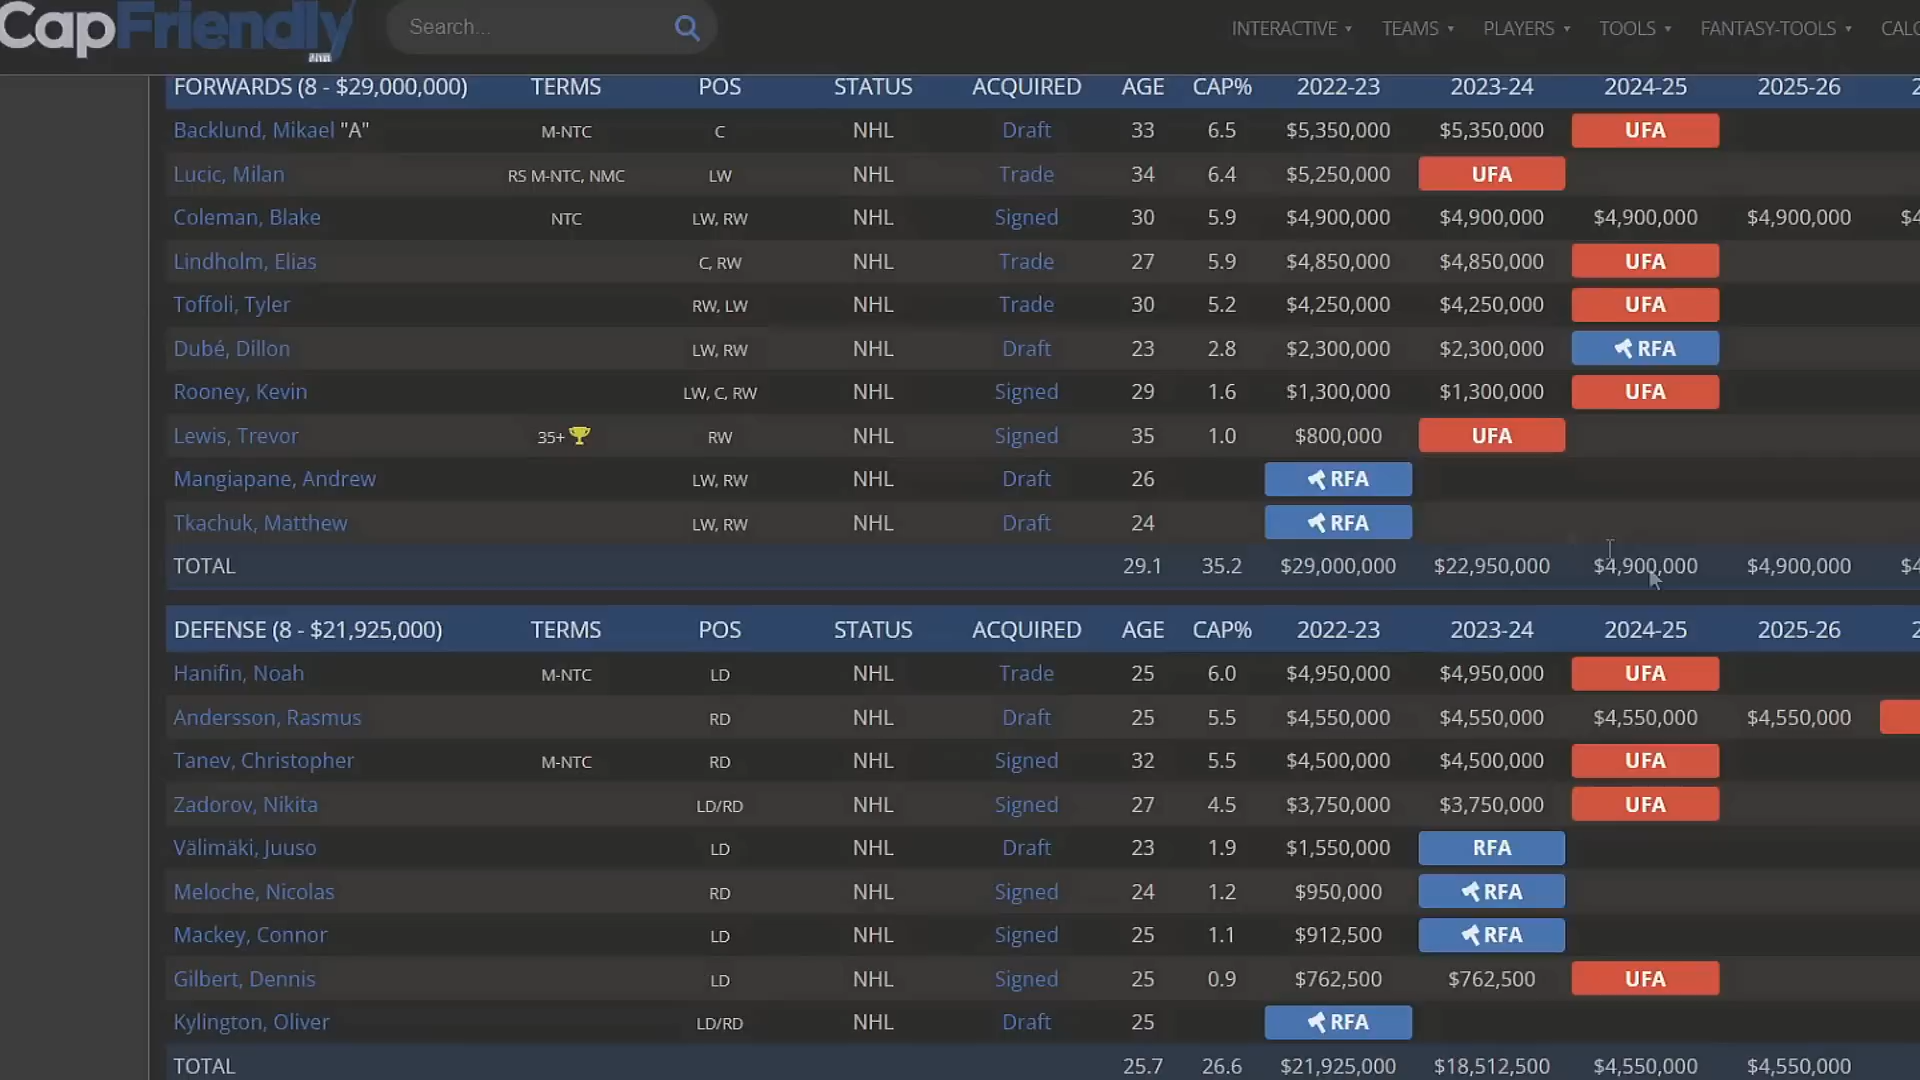 CapFriendly
Search...
INTERACTIVE TEAMS PLAYERS TOOLS FANTASY-TOOLS CALC
FORWARDS (8 - $29,000,000) TERMS POS STATUS ACQUIRED AGE CAP% 2022-23 2023-24 2024-25 2025-26 2
Backlund, Mikael "A" M-NTC C NHL Draft 33 6.5 $5,350,000 $5,350,000 UFA
Lucic, Milan RS M-NTC, NMC LW NHL Trade 34 6.4 $5,250,000 UFA
Coleman, Blake NTC LW, RW NHL Signed 30 5.9 $4,900,000 $4,900,000 $4,900,000 $4,900,000 $4
Lindholm, Elias C, RW NHL Trade 27 5.9 $4,850,000 $4,850,000 UFA
Toffoli, Tyler RW, LW NHL Trade 30 5.2 $4,250,000 $4,250,000 UFA
Dubé, Dillon LW, RW NHL Draft 23 2.8 $2,300,000 $2,300,000 RFA
Rooney, Kevin LW, C, RW NHL Signed 29 1.6 $1,300,000 $1,300,000 UFA
Lewis, Trevor 35+ RW NHL Signed 35 1.0 $800,000 UFA
Mangiapane, Andrew LW, RW NHL Draft 26 RFA
Tkachuk, Matthew LW, RW NHL Draft 24 RFA
TOTAL 29.1 35.2 $29,000,000 $22,950,000 $4,900,000 $4,900,000 $4
DEFENSE (8 - $21,925,000) TERMS POS STATUS ACQUIRED AGE CAP% 2022-23 2023-24 2024-25 2025-26 2
Hanifin, Noah M-NTC LD NHL Trade 25 6.0 $4,950,000 $4,950,000 UFA
Andersson, Rasmus RD NHL Draft 25 5.5 $4,550,000 $4,550,000 $4,550,000 $4,550,000
Tanev, Christopher M-NTC RD NHL Signed 32 5.5 $4,500,000 $4,500,000 UFA
Zadorov, Nikita LD/RD NHL Signed 27 4.5 $3,750,000 $3,750,000 UFA
Välimäki, Juuso LD NHL Draft 23 1.9 $1,550,000 RFA
Meloche, Nicolas RD NHL Signed 24 1.2 $950,000 RFA
Mackey, Connor LD NHL Signed 25 1.1 $912,500 RFA
Gilbert, Dennis LD NHL Signed 25 0.9 $762,500 $762,500 UFA
Kylington, Oliver LD/RD NHL Draft 25 RFA
TOTAL 25.7 26.6 $21,925,000 $18,512,500 $4,550,000 $4,550,000